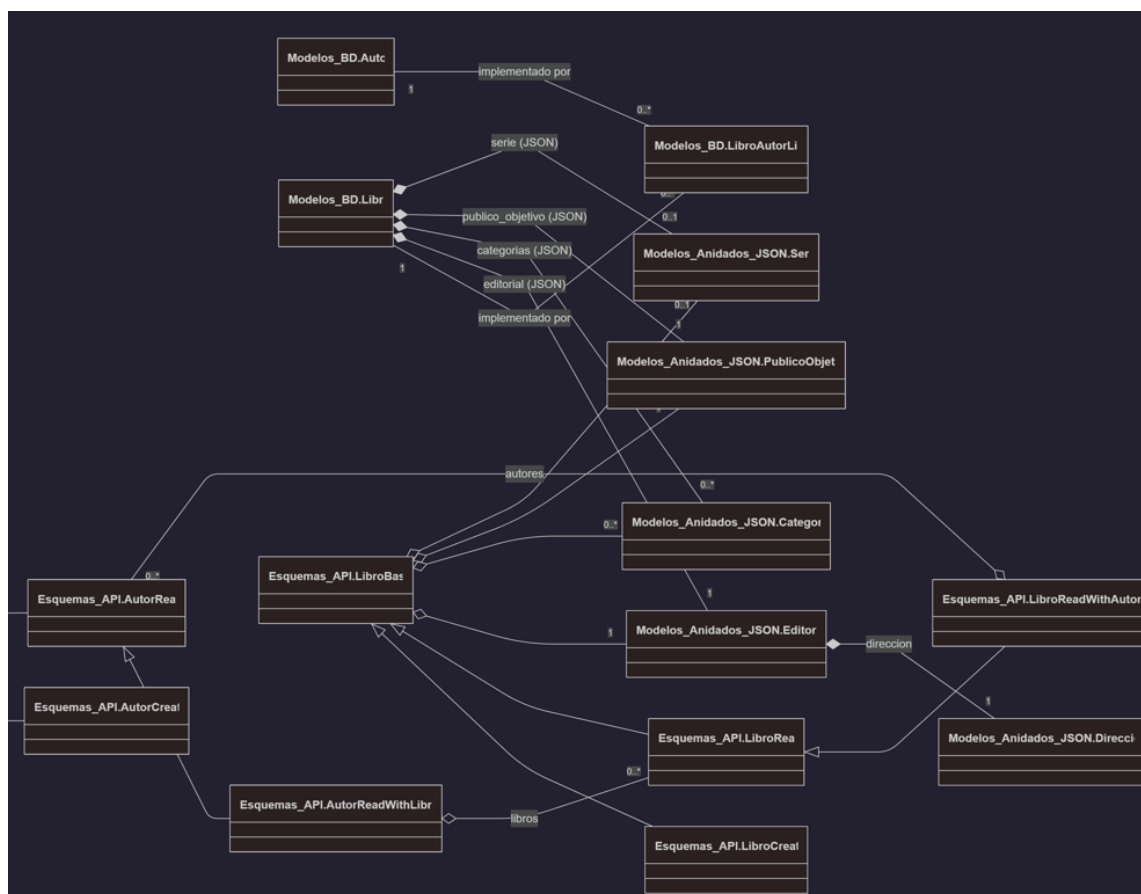 Modelos_BD.Auto
implementado por
1
0..*
Modelos_BD.LibroAutorLi
serie (JSON)
Modelos_BD.Libr
0..*
publico_objetivo (JSON)
0..1
categorias (JSON)
Modelos_Anidados_JSON.Ser
1
editorial (JSON)
implementado por
0..1
1
Modelos_Anidados_JSON.PublicoObjet
autores
0..*
Modelos_Anidados_JSON.Categor
0..*
Esquemas_API.LibroBas
0..*
Esquemas_API.AutorRea
Esquemas_API.LibroReadWithAutor
1
Modelos_Anidados_JSON.Editor
1
direccion
Esquemas_API.AutorCreat
1
Esquemas_API.LibroRea
Modelos_Anidados_JSON.Direcci
0..*
Esquemas_API.AutorReadWithLibr
libros
Esquemas_API.LibroCreat